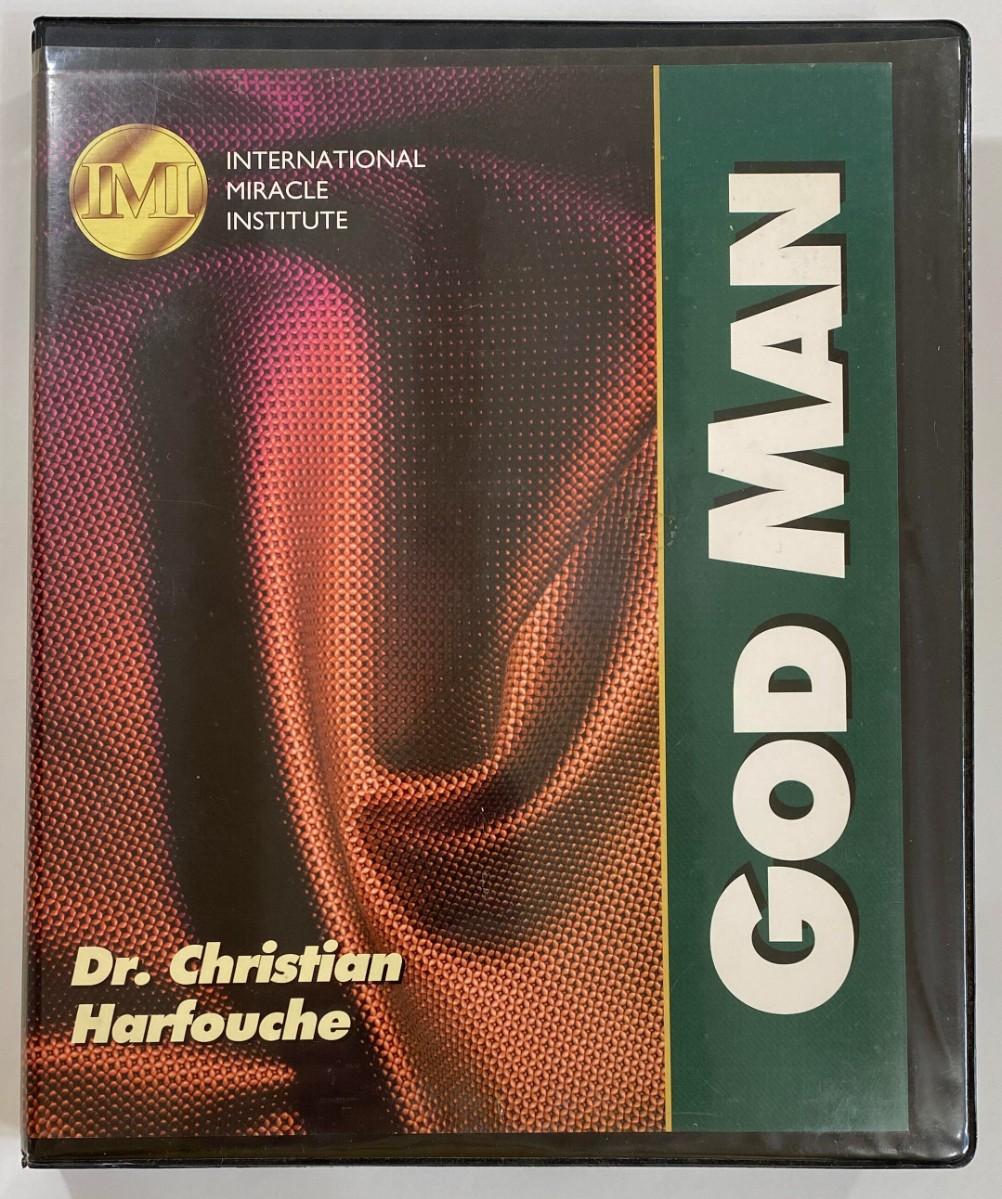 IMI
INTERNATIONAL
MIRACLE
INSTITUTE
GOD MAN
Dr. Christian
Harfouche